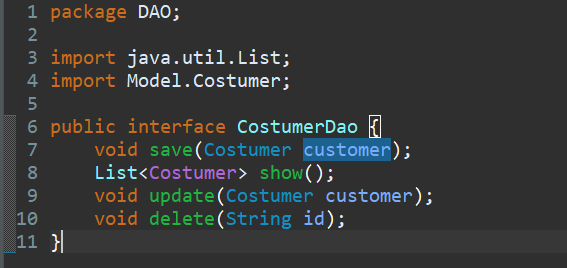 1 package DAO;
2
3 import java.util.List;
4 import Model.Costumer;
5
6 public interface CostumerDao {
7     void save(Costumer customer);
8     List<Costumer> show();
9     void update(Costumer customer);
10     void delete(String id);
11 }